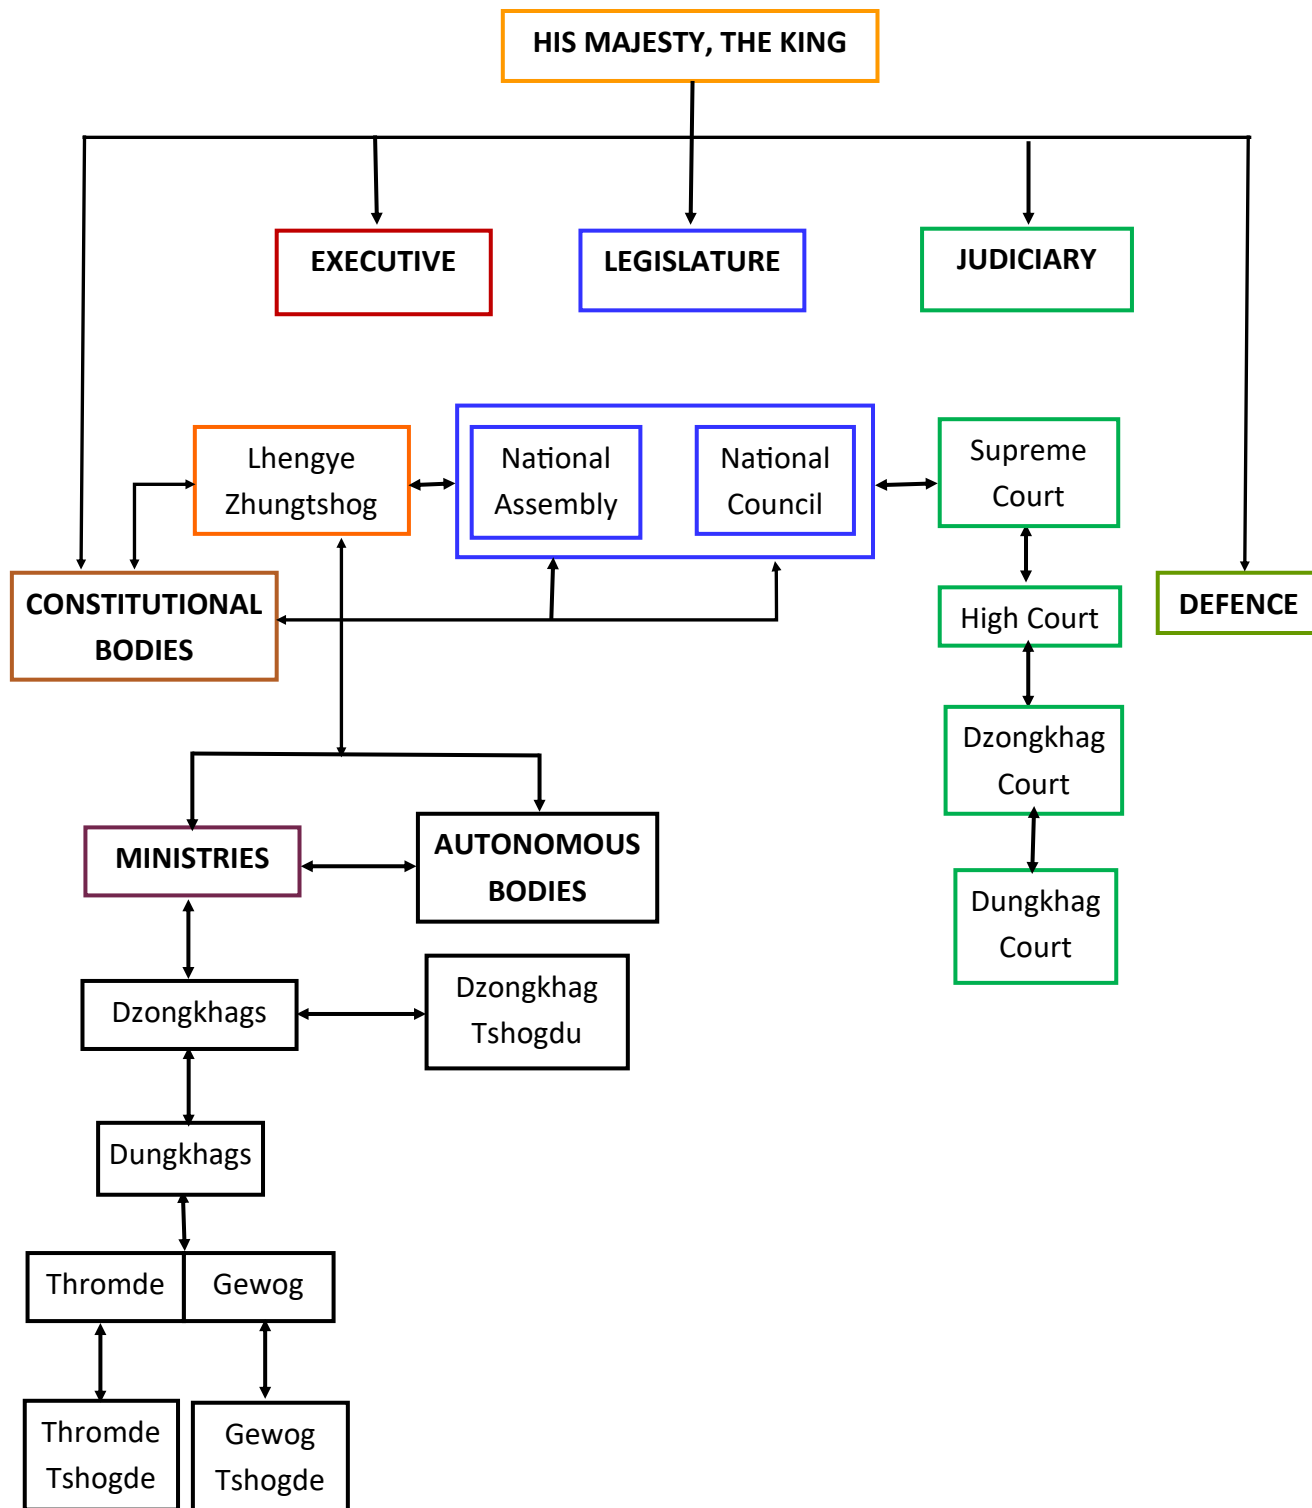 HIS MAJESTY, THE KING
EXECUTIVE
LEGISLATURE
JUDICIARY
Lhengye
Zhungtshog
National
Assembly
National
Council
Supreme
Court
CONSTITUTIONAL
BODIES
High Court
DEFENCE
Dzongkhag
Court
MINISTRIES
AUTONOMOUS
BODIES
Dungkhag
Court
Dzongkhags
Dzongkhag
Tshogdu
Dungkhags
Thromde
Gewog
Thromde
Tshogde
Gewog
Tshogde